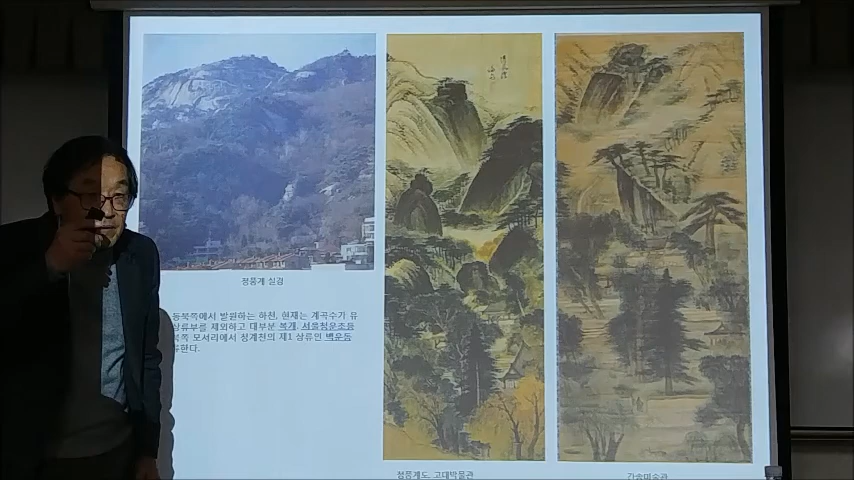 청풍계 실경
동북쪽에서 발원하는 하천. 현재는 계곡수가 유
상류부를 제외하고 대부분 복개. 서울청운초등
북쪽 모서리에서 청계천의 제1 상류인 백운동
류한다.
청풍계도, 고대박물관
간송미술관